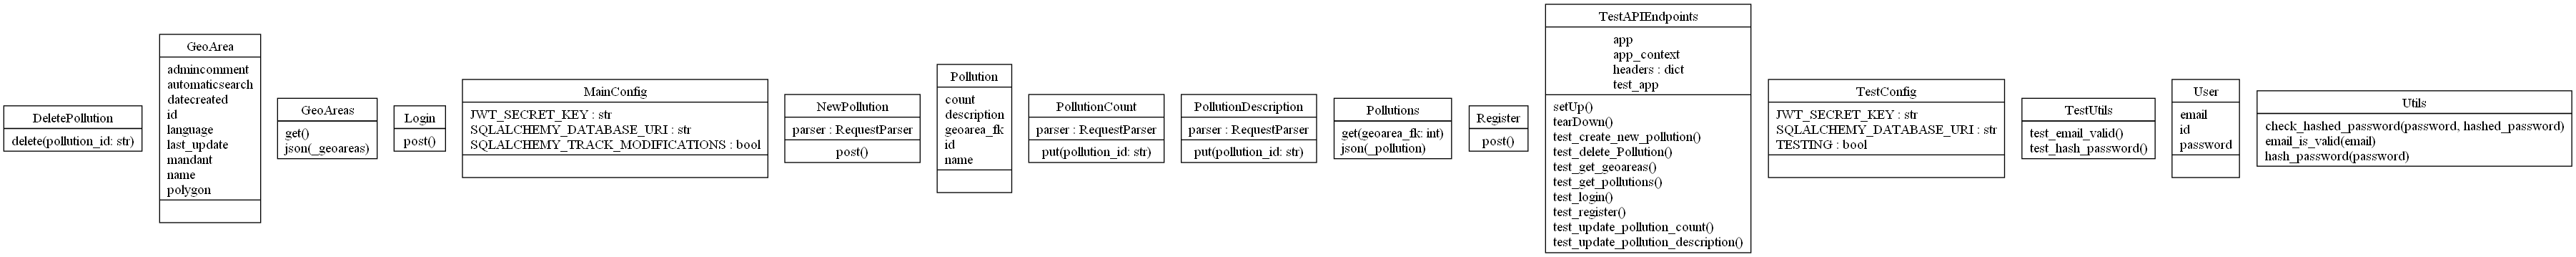 DeletePollution
delete(pollution_id: str)
GeoArea
admincomment
automaticsearch
datecreated
id
language
last_update
mandant
name
polygon
GeoAreas
get()
json(_geoareas)
Login
post()
MainConfig
JWT_SECRET_KEY : str
SQLALCHEMY_DATABASE_URI : str
SQLALCHEMY_TRACK_MODIFICATIONS : bool
NewPollution
parser : RequestParser
post()
Pollution
count
description
geoarea_fk
id
name
PollutionCount
parser : RequestParser
put(pollution_id: str)
PollutionDescription
parser : RequestParser
put(pollution_id: str)
Pollutions
get(geoarea_fk: int)
json(_pollution)
Register
post()
TestAPIEndpoints
app
app_context
headers : dict
test_app
setUp()
tearDown()
test_create_new_pollution()
test_delete_Pollution()
test_get_geoareas()
test_get_pollutions()
test_login()
test_register()
test_update_pollution_count()
test_update_pollution_description()
TestConfig
JWT_SECRET_KEY : str
SQLALCHEMY_DATABASE_URI : str
TESTING : bool
TestUtils
test_email_valid()
test_hash_password()
User
email
id
password
Utils
check_hashed_password(password, hashed_password)
email_is_valid(email)
hash_password(password)